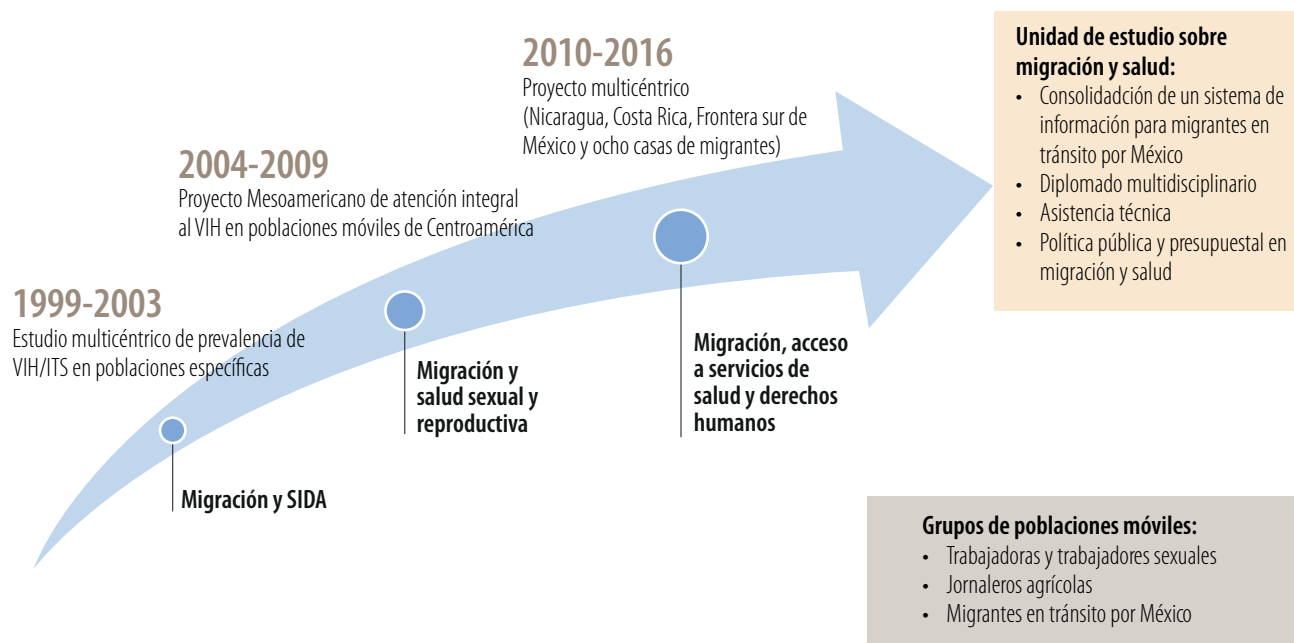 1999-2003
Estudio multicéntrico de prevalencia de
VIH/ITS en poblaciones específicas
Migración y SIDA
2004-2009
Proyecto Mesoamericano de atención integral
al VIH en poblaciones móviles de Centroamérica
Migración y
salud sexual y
reproductiva
2010-2016
Proyecto multicéntrico
(Nicaragua, Costa Rica, Frontera sur de
México y ocho casas de migrantes)
Migración, acceso
a servicios de
salud y derechos
humanos
Unidad de estudio sobre
migración y salud:
• Consolidadción de un sistema de
información para migrantes en
tránsito por México
• Diplomado multidisciplinario
• Asistencia técnica
• Política pública y presupuestal en
migración y salud
Grupos de poblaciones móviles:
• Trabajadoras y trabajadores sexuales
• Jornaleros agrícolas
• Migrantes en tránsito por México